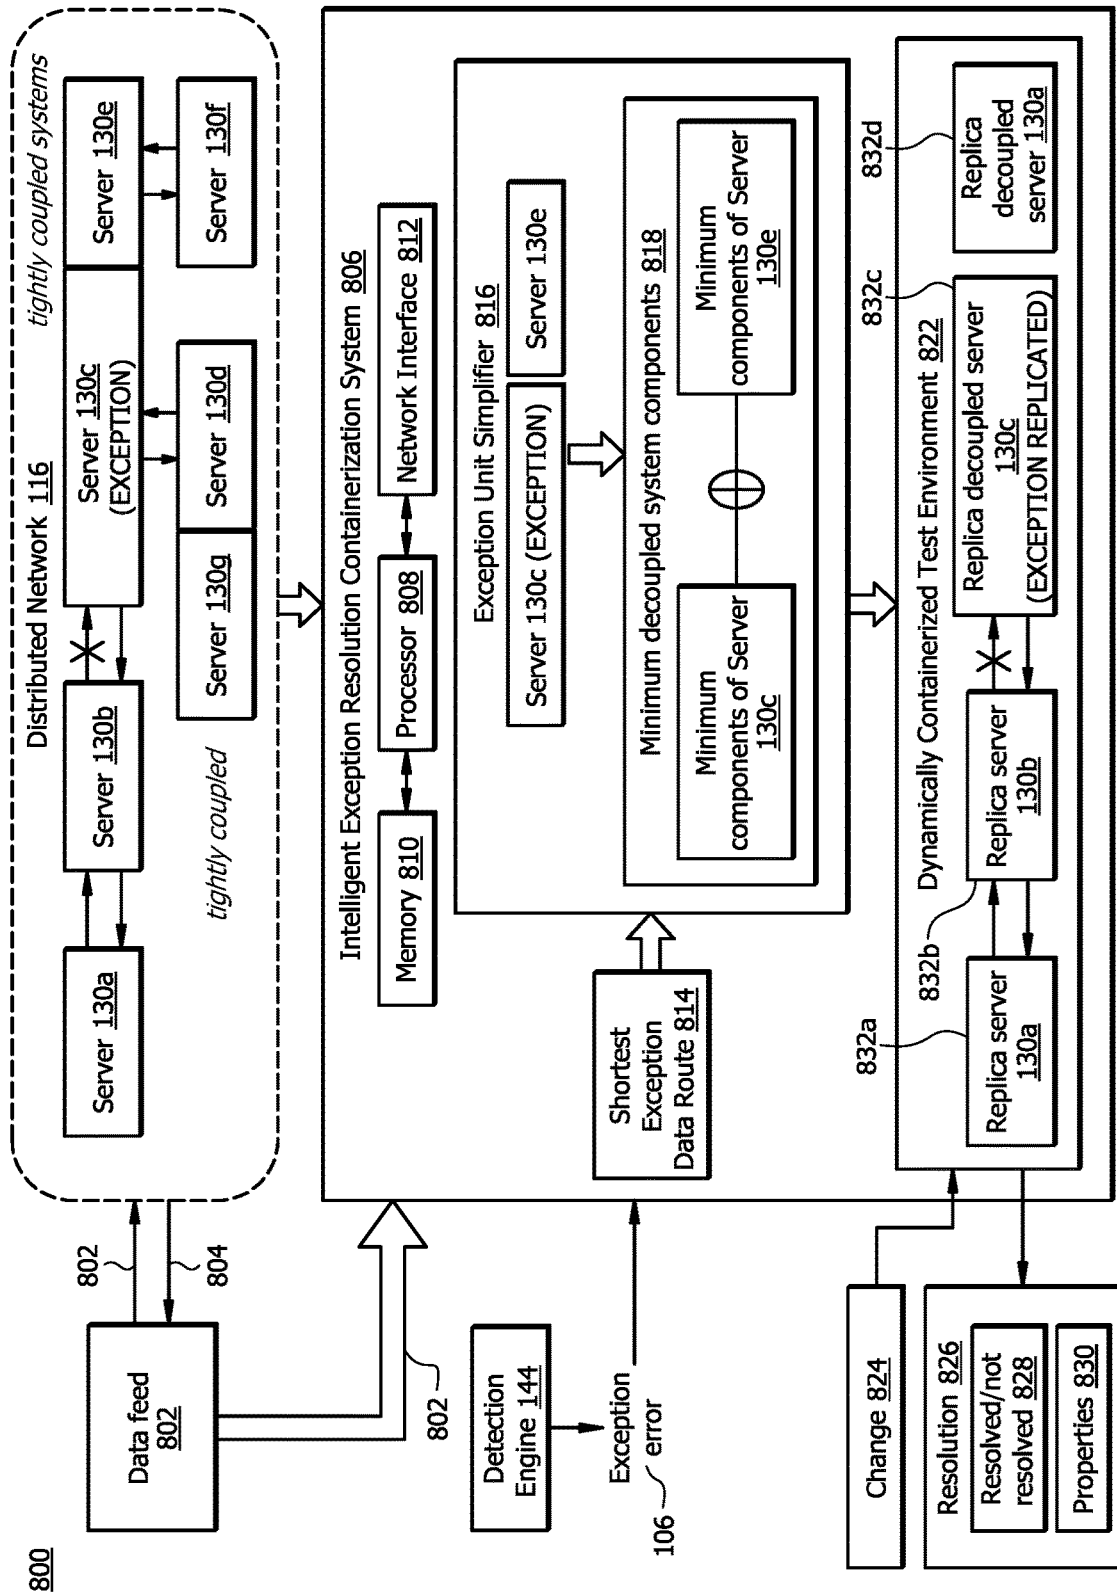 800
Data feed
802
802
804
802
Distributed Network 116
tightly coupled systems
Server 130a
Server 130b
Server 130c
(EXCEPTION)
Server 130e
Server 130f
Server 130g
Server 130d
tightly coupled
Detection
Engine 144
Exception
error
106
Intelligent Exception Resolution Containerization System 806
Memory 810
Processor 808
Network Interface 812
Shortest
Exception
Data Route 814
Exception Unit Simplifier 816
Server 130c (EXCEPTION)
Server 130e
Minimum decoupled system components 818
Minimum
components of Server
130c
Minimum
components of Server
130e
Change 824
Resolution 826
Resolved/not
resolved 828
Properties 830
832a
832b
Dynamically Containerized Test Environment 822
832c
832d
Replica server
130a
Replica server
130b
Replica decoupled server
130c
(EXCEPTION REPLICATED)
Replica
decoupled
server 130a